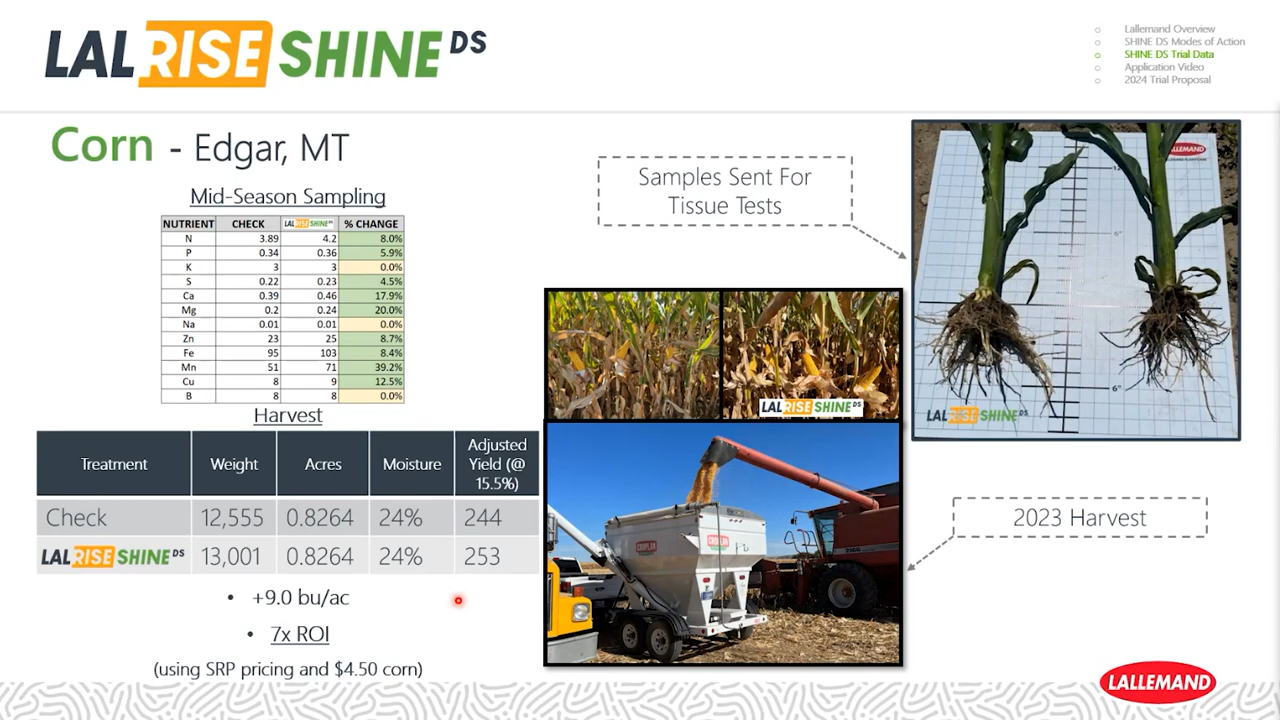 LALRISE SHINE DS
Lallemand Overview
SHINE DS Modes of Action
SHINE DS Trial Data
Application Video
2024 Trial Proposal
Corn - Edgar, MT
Mid-Season Sampling
NUTRIENT CHECK LALRISE SHINE DS % CHANGE
N 3.89 4.2 8.0%
P 0.34 0.36 5.9%
K 3 3 0.0%
S 0.22 0.23 4.5%
Ca 0.39 0.46 17.9%
Mg 0.2 0.24 20.0%
Na 0.01 0.01 0.0%
Zn 23 25 8.7%
Fe 95 103 8.4%
Mn 51 71 39.2%
Cu 8 9 12.5%
B 8 8 0.0%
Harvest
Treatment Weight Acres Moisture Adjusted
Yield (@
15.5%)
Check 12,555 0.8264 24% 244
LALRISE SHINE DS 13,001 0.8264 24% 253
• +9.0 bu/ac
• 7x ROI
(using SRP pricing and $4.50 corn)
Samples Sent For
Tissue Tests
LALRISE SHINE DS
CROPLAN
LALLEMAND
6"
6"
LALRISE SHINE DS
2023 Harvest
LALLEMAND